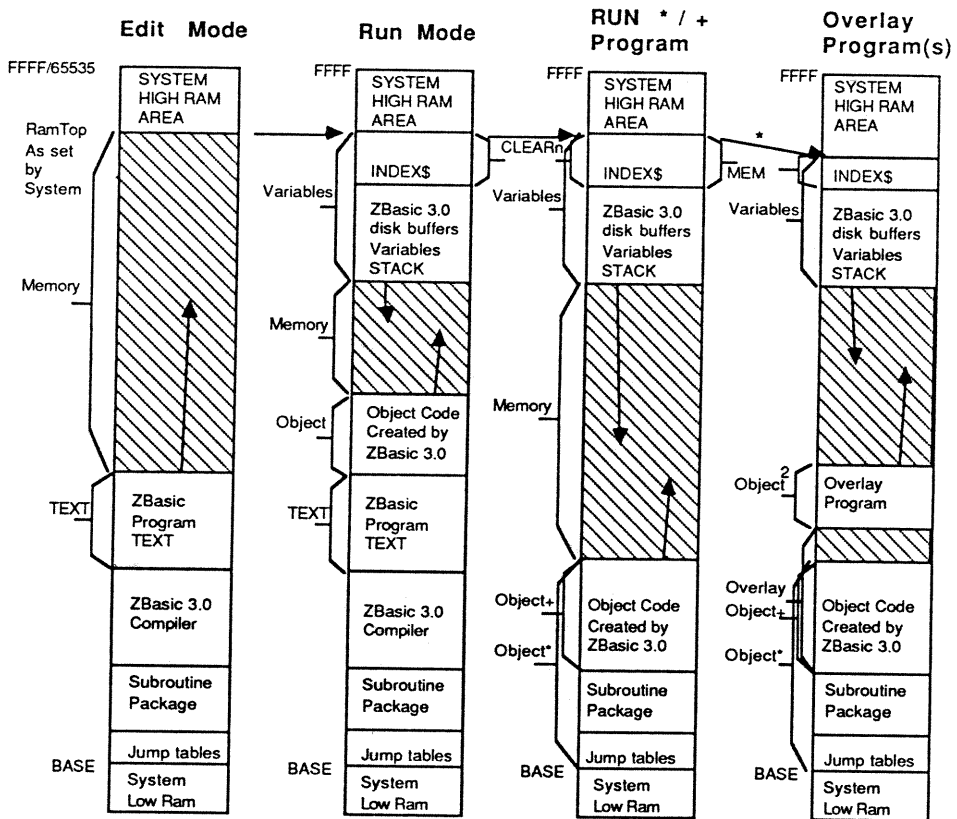 Edit Mode
FFFF/65535
SYSTEM
HIGH RAM
AREA
RamTop
As set
by
System
Memory
TEXT
ZBasic
Program
TEXT
ZBasic 3.0
Compiler
Subroutine
Package
Jump tables
BASE
System
Low Ram
Run Mode
FFFF
SYSTEM
HIGH RAM
AREA
CLEARn
INDEX$
Variables
ZBasic 3.0
disk buffers
Variables
STACK
Memory
Object
Object Code
Created by
ZBasic 3.0
TEXT
ZBasic
Program
TEXT
ZBasic 3.0
Compiler
Subroutine
Package
Jump tables
BASE
System
Low Ram
RUN * / +
Program
FFFF
SYSTEM
HIGH RAM
AREA
*
MEM
INDEX$
Variables
ZBasic 3.0
disk buffers
Variables
STACK
Memory
Object+
Object*
Object Code
Created by
ZBasic 3.0
Subroutine
Package
Jump tables
BASE
System
Low Ram
Overlay
Program(s)
FFFF
SYSTEM
HIGH RAM
AREA
INDEX$
Variables
ZBasic 3.0
disk buffers
Variables
STACK
Object 2
Overlay
Program
Overlay
Object+
Object*
Object Code
Created by
ZBasic 3.0
Subroutine
Package
Jump tables
BASE
System
Low Ram